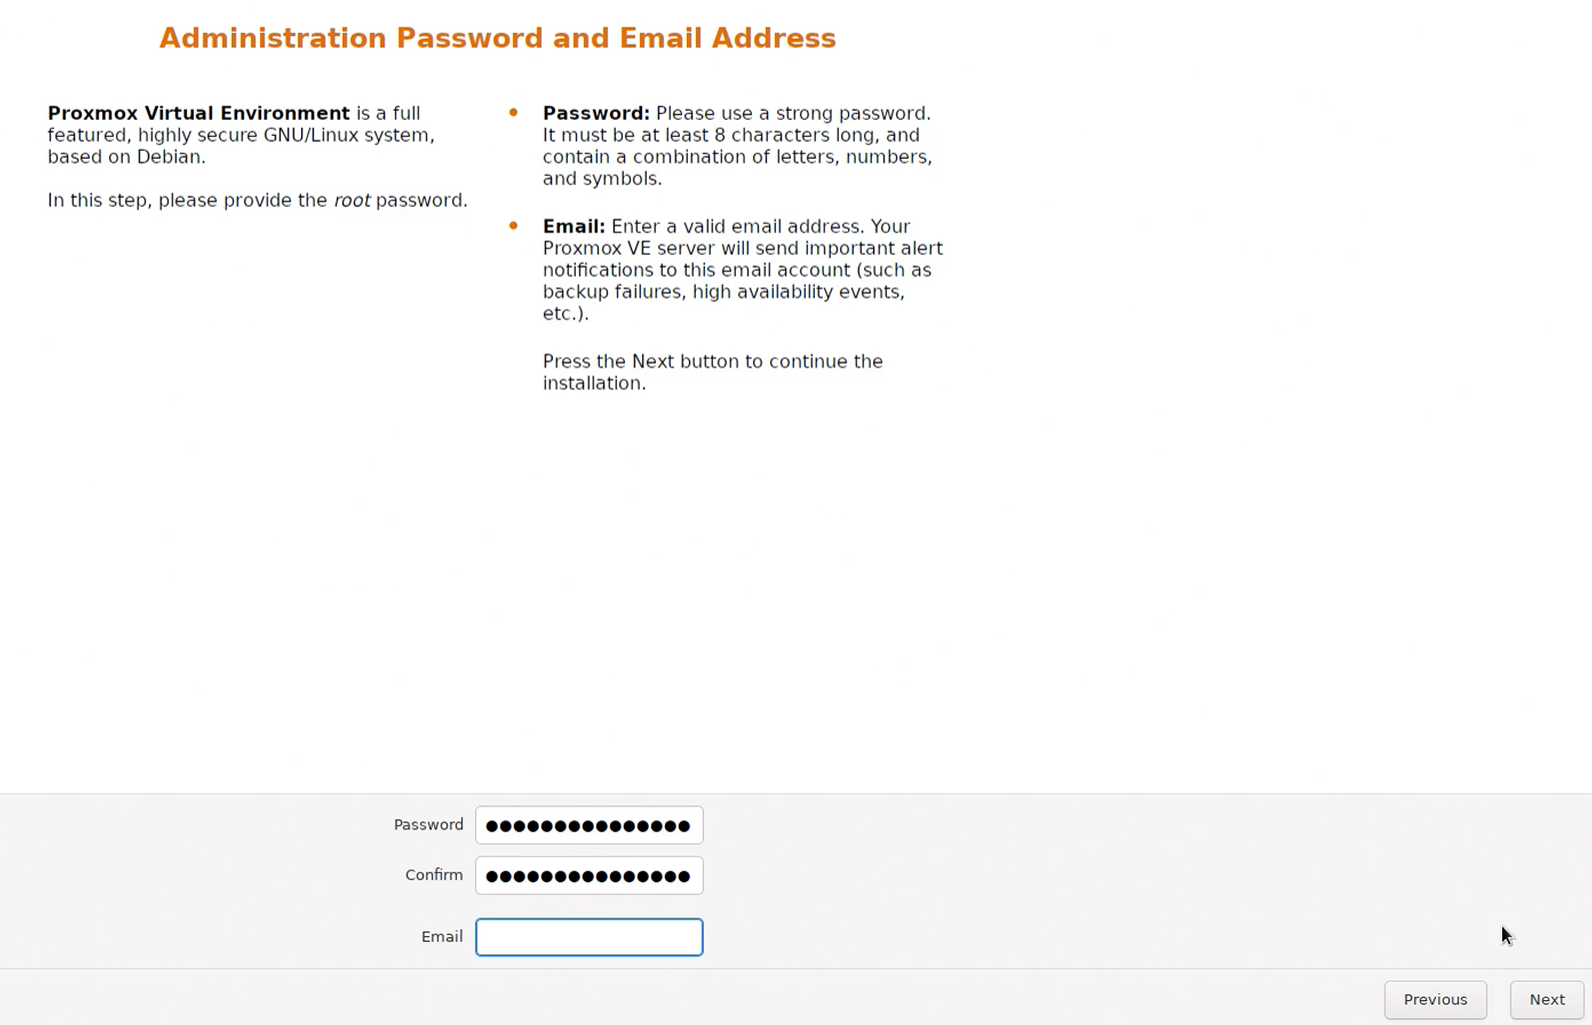 Administration Password and Email Address
Proxmox Virtual Environment is a full
featured, highly secure GNU/Linux system,
based on Debian.
In this step, please provide the root password.
• Password: Please use a strong password.
It must be at least 8 characters long, and
contain a combination of letters, numbers,
and symbols.
• Email: Enter a valid email address. Your
Proxmox VE server will send important alert
notifications to this email account (such as
backup failures, high availability events,
etc.).
Press the Next button to continue the
installation.
Password ●●●●●●●●●●●●●●●
Confirm ●●●●●●●●●●●●●●●
Email
Previous Next